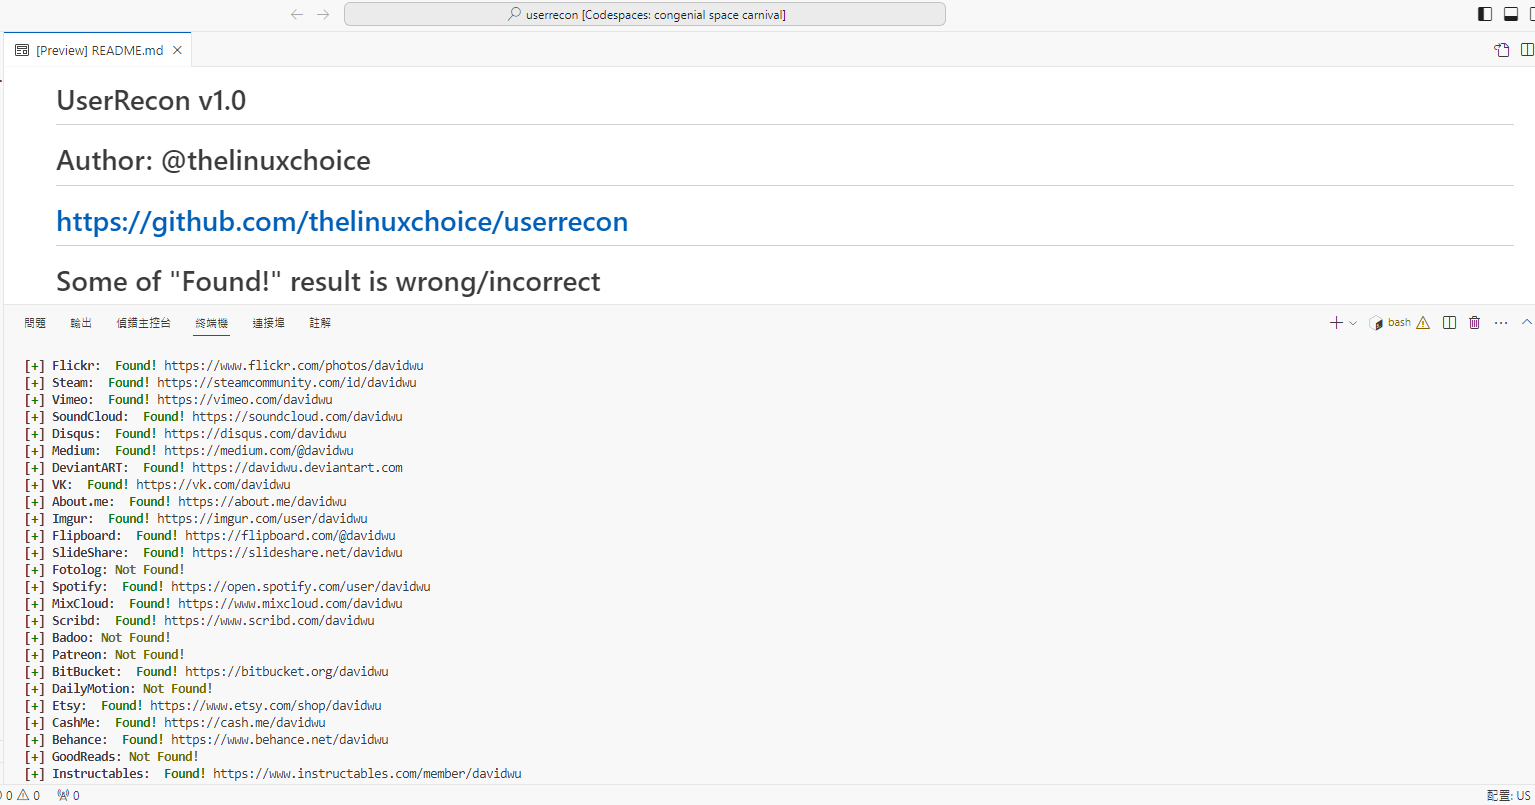 userrecon [Codespaces: congenial space carnival]
[Preview] README.md
UserRecon v1.0
Author: @thelinuxchoice
https://github.com/thelinuxchoice/userrecon
Some of "Found!" result is wrong/incorrect
問題 輸出 偵錯主控台 終端機 連接埠 註解
bash
[+] Flickr:  Found! https://www.flickr.com/photos/davidwu
[+] Steam:  Found! https://steamcommunity.com/id/davidwu
[+] Vimeo:  Found! https://vimeo.com/davidwu
[+] SoundCloud:  Found! https://soundcloud.com/davidwu
[+] Disqus:  Found! https://disqus.com/davidwu
[+] Medium:  Found! https://medium.com/@davidwu
[+] DeviantART:  Found! https://davidwu.deviantart.com
[+] VK:  Found! https://vk.com/davidwu
[+] About.me:  Found! https://about.me/davidwu
[+] Imgur:  Found! https://imgur.com/user/davidwu
[+] Flipboard:  Found! https://flipboard.com/@davidwu
[+] SlideShare:  Found! https://slideshare.net/davidwu
[+] Fotolog: Not Found!
[+] Spotify:  Found! https://open.spotify.com/user/davidwu
[+] MixCloud:  Found! https://www.mixcloud.com/davidwu
[+] Scribd:  Found! https://www.scribd.com/davidwu
[+] Badoo: Not Found!
[+] Patreon: Not Found!
[+] BitBucket:  Found! https://bitbucket.org/davidwu
[+] DailyMotion: Not Found!
[+] Etsy:  Found! https://www.etsy.com/shop/davidwu
[+] CashMe:  Found! https://cash.me/davidwu
[+] Behance:  Found! https://www.behance.net/davidwu
[+] GoodReads: Not Found!
[+] Instructables:  Found! https://www.instructables.com/member/davidwu
0 0 0 配置: US